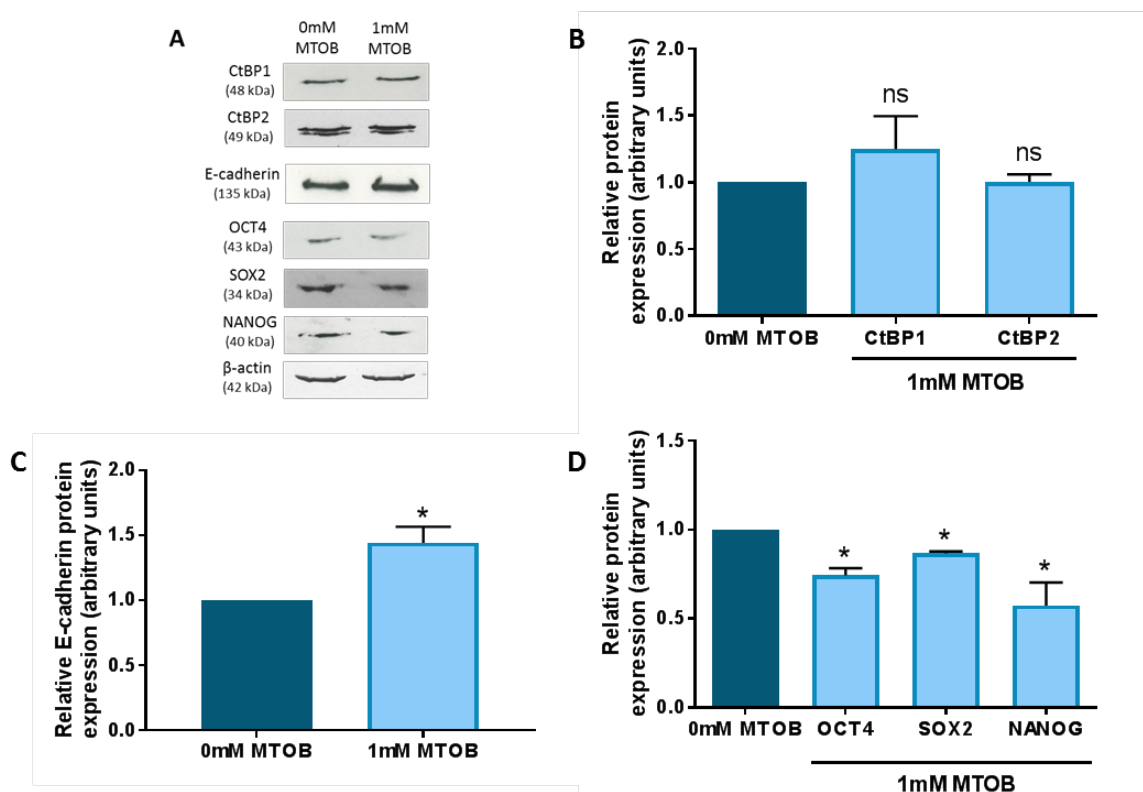 A
0mM
MTOB
1mM
MTOB
CtBP1
(48 kDa)
CtBP2
(49 kDa)
E-cadherin
(135 kDa)
OCT4
(43 kDa)
SOX2
(34 kDa)
NANOG
(40 kDa)
β-actin
(42 kDa)
B
Relative protein
expression (arbitrary units)
2.0
1.5
1.0
0.5
0.0
ns
ns
0mM MTOB
CtBP1
CtBP2
1mM MTOB
C
Relative E-cadherin protein
expression (arbitrary units)
2.0
1.5
1.0
0.5
0.0
*
0mM MTOB
1mM MTOB
D
Relative protein
expression (arbitrary units)
1.5
1.0
0.5
0.0
*
*
*
0mM MTOB
OCT4
SOX2
NANOG
1mM MTOB